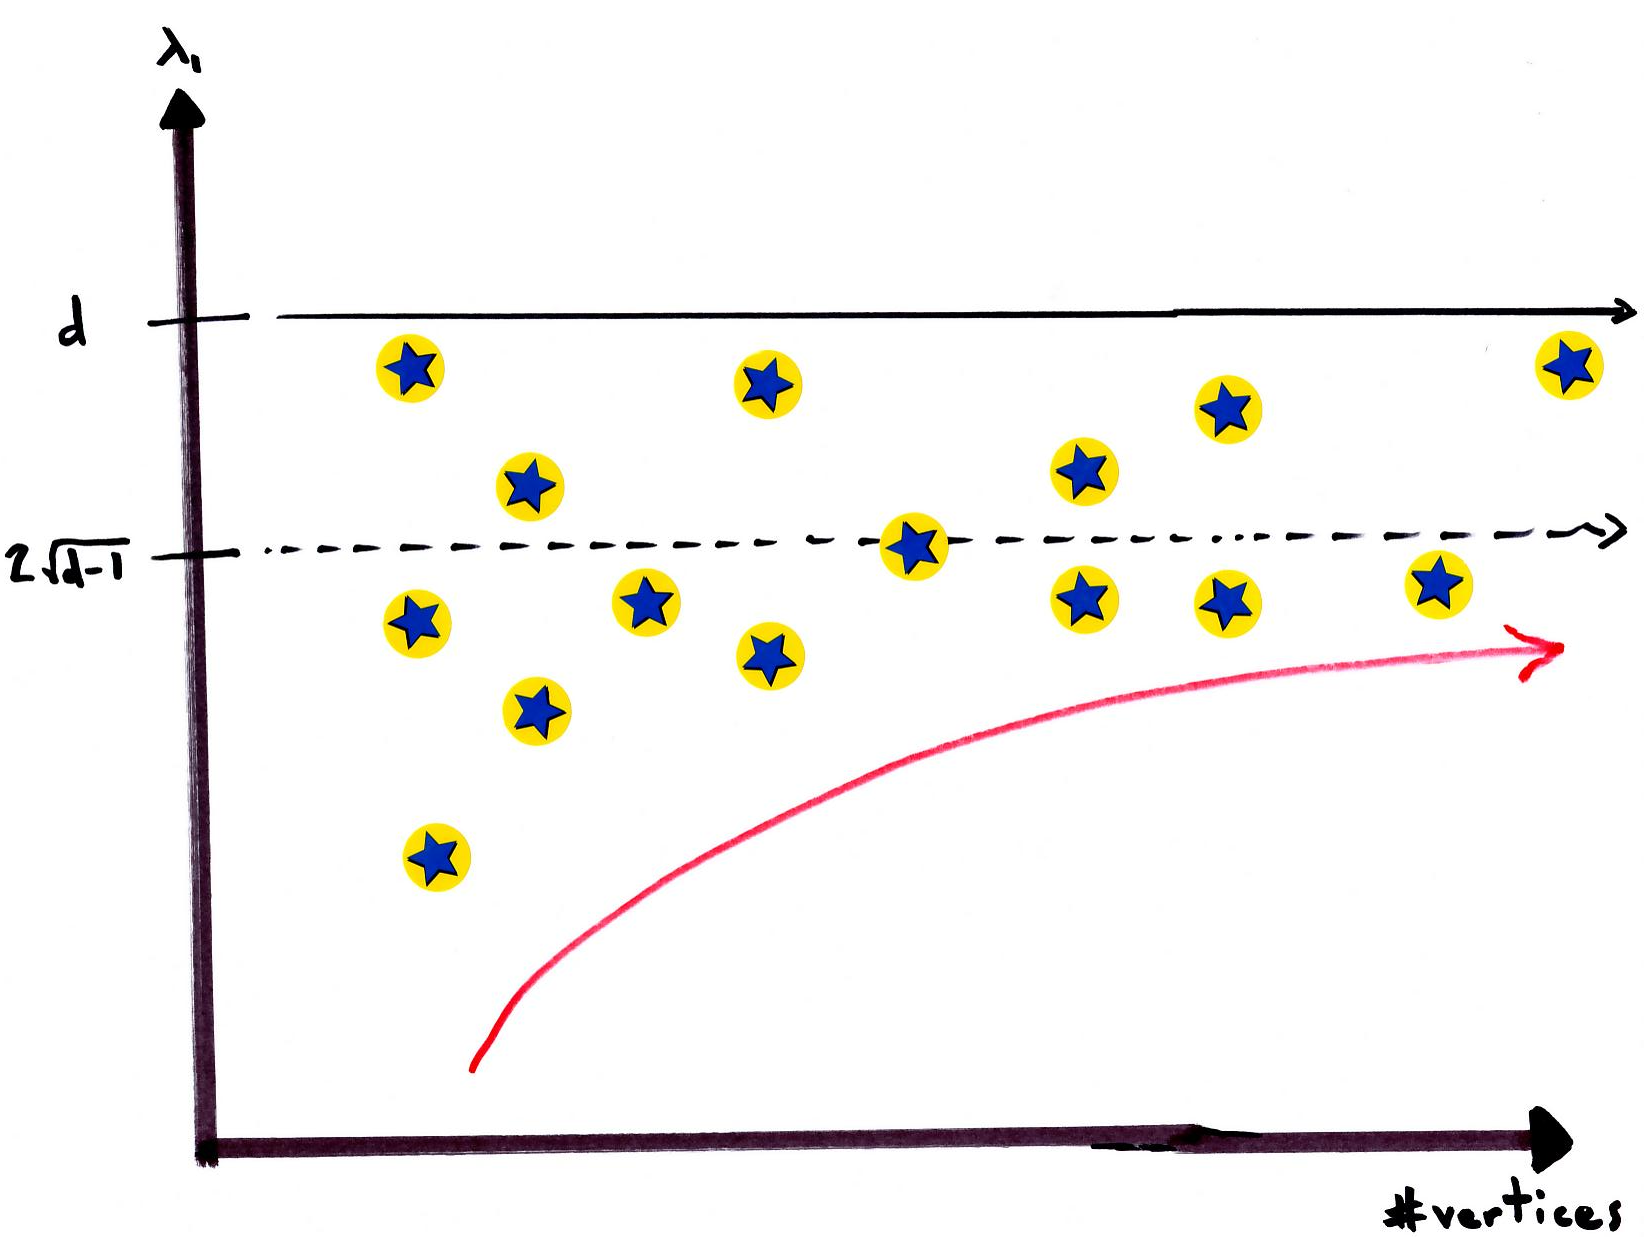 λ₁
d
2√d-1
#vertices